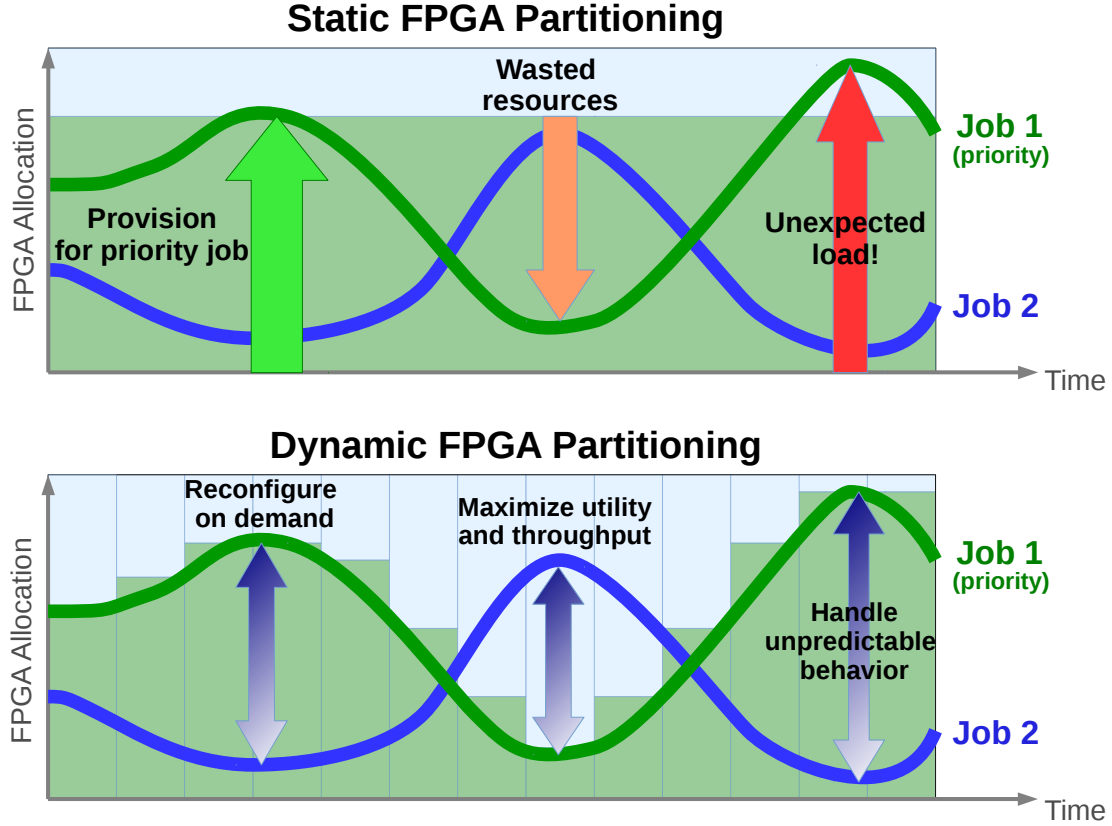 Static FPGA Partitioning
FPGA Allocation
Wasted
resources
Job 1
(priority)
Provision
for priority job
Unexpected
load!
Job 2
Time
Dynamic FPGA Partitioning
FPGA Allocation
Reconfigure
on demand
Maximize utility
and throughput
Job 1
(priority)
Handle
unpredictable
behavior
Job 2
Time